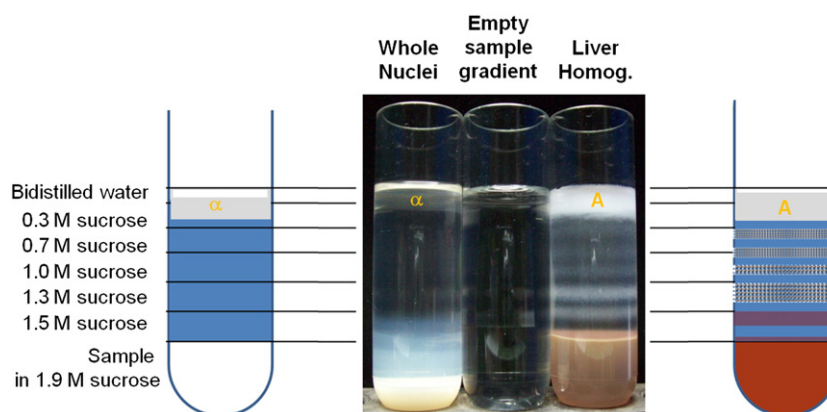 Whole
Nuclei
Empty
sample
gradient
Liver
Homog.
Bidistilled water
0.3 M sucrose
0.7 M sucrose
1.0 M sucrose
1.3 M sucrose
1.5 M sucrose
Sample
in 1.9 M sucrose
α
α
A
A